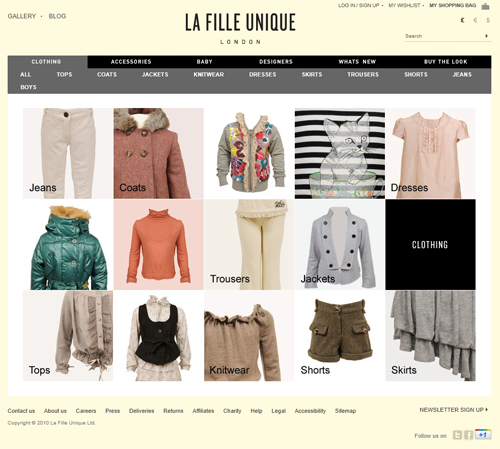 LOG IN / SIGN UP • MY WISHLIST • MY SHOPPING BAG
GALLERY • BLOG
LA FILLE UNIQUE
LONDON
£ € $
Search
CLOTHING ACCESSORIES BABY DESIGNERS WHATS NEW BUY THE LOOK
ALL TOPS COATS JACKETS KNITWEAR DRESSES SKIRTS TROUSERS SHORTS JEANS
BOYS
Jeans Coats Dresses
Trousers Jackets CLOTHING
Tops Knitwear Shorts Skirts
Contact us About us Careers Press Deliveries Returns Affiliates Charity Help Legal Accessibility Sitemap NEWSLETTER SIGN UP
Copyright © 2010 La Fille Unique Ltd.
Follow us on